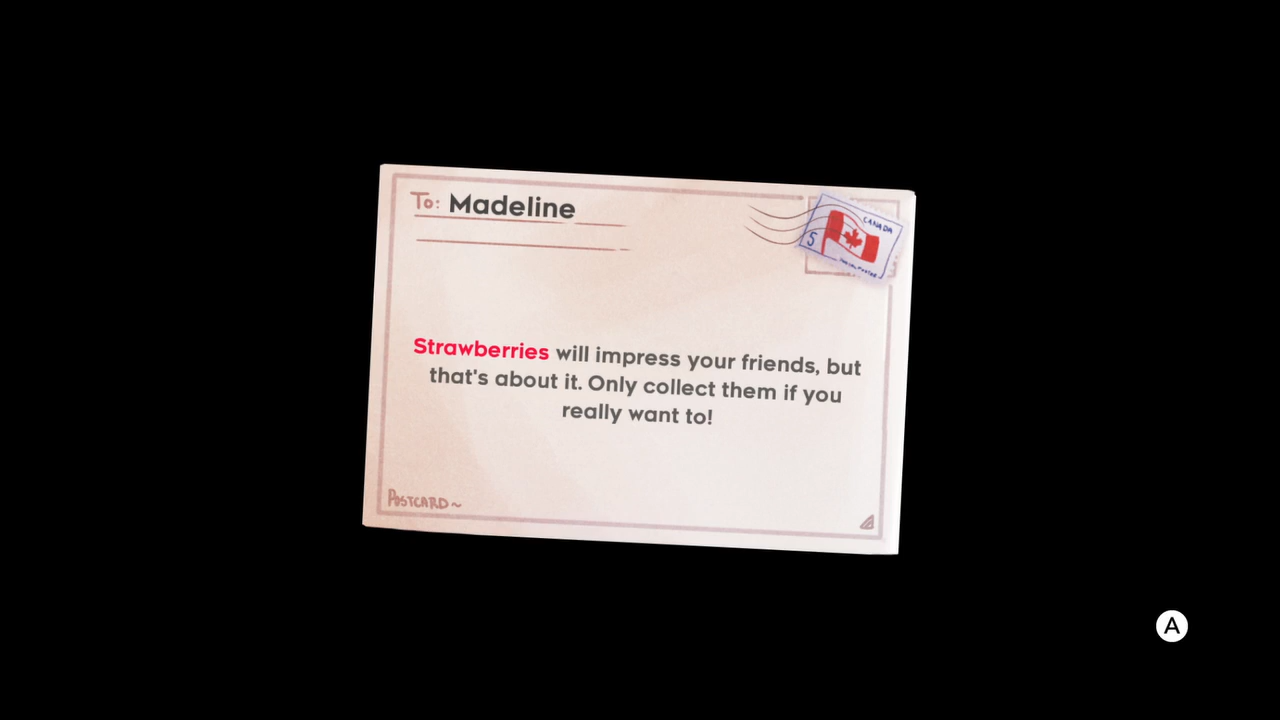 To: Madeline
CANADA
5
Strawberries will impress your friends, but
that's about it. Only collect them if you
really want to!
POSTCARD~
A